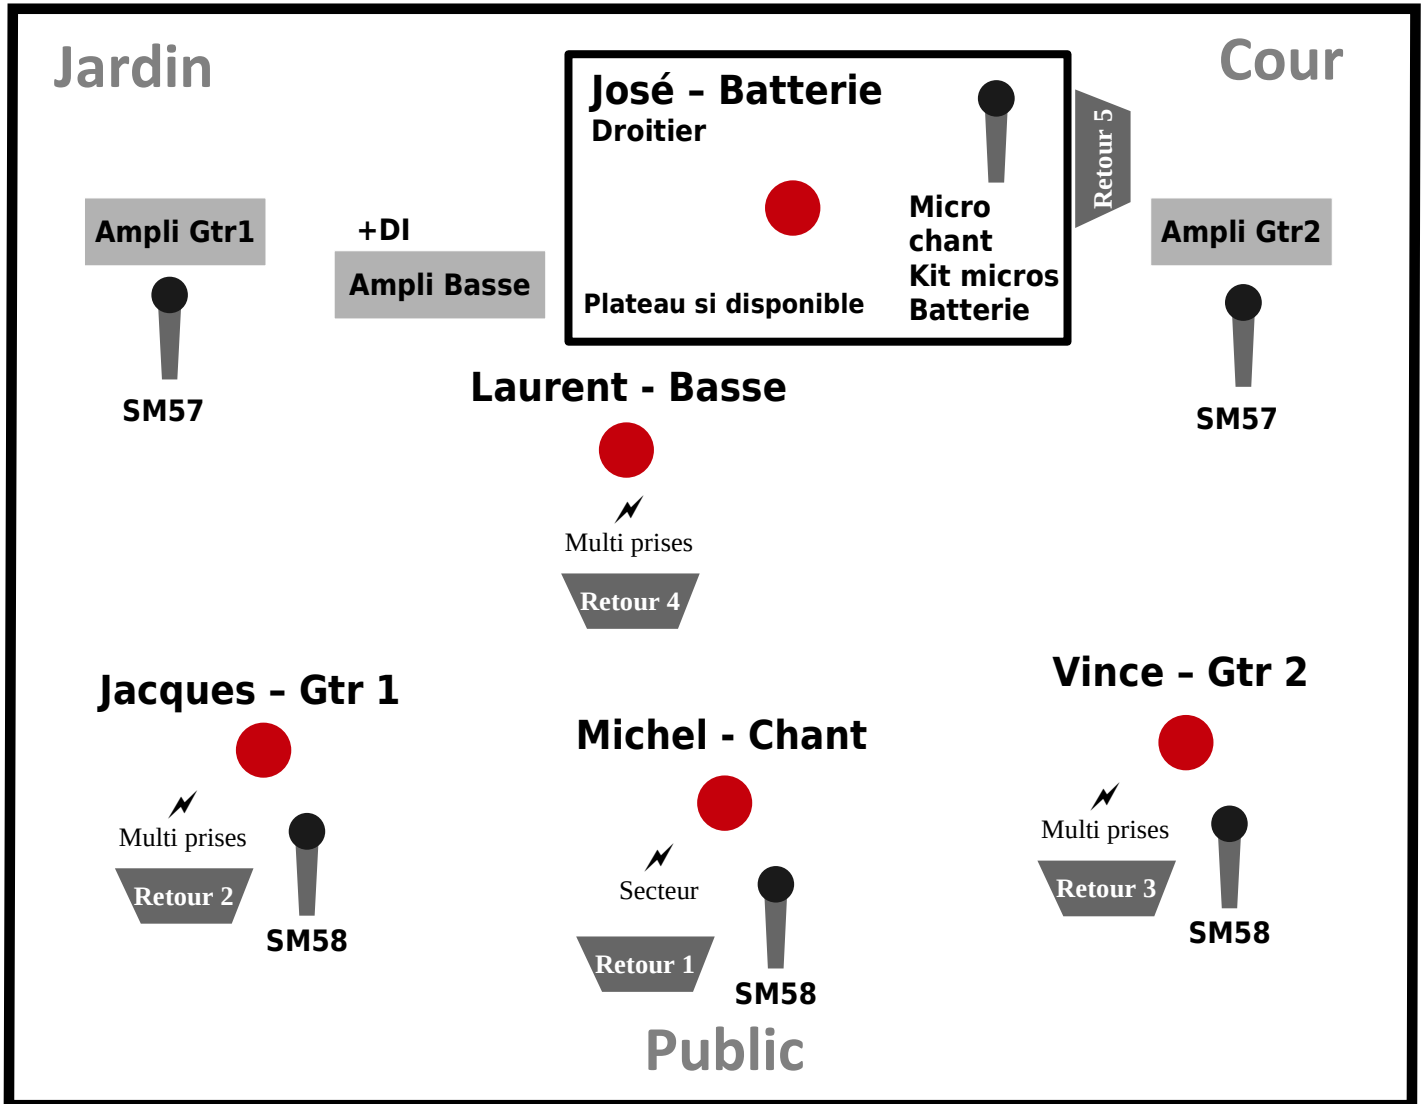 Jardin
Cour
José – Batterie
Droitier
Retour 5
Micro
chant
Kit micros
Batterie
Plateau si disponible
Ampli Gtr1
SM57
+DI
Ampli Basse
Ampli Gtr2
SM57
Laurent - Basse
Multi prises
Retour 4
Jacques – Gtr 1
Multi prises
Retour 2
SM58
Michel - Chant
Secteur
Retour 1
SM58
Vince – Gtr 2
Multi prises
Retour 3
SM58
Public